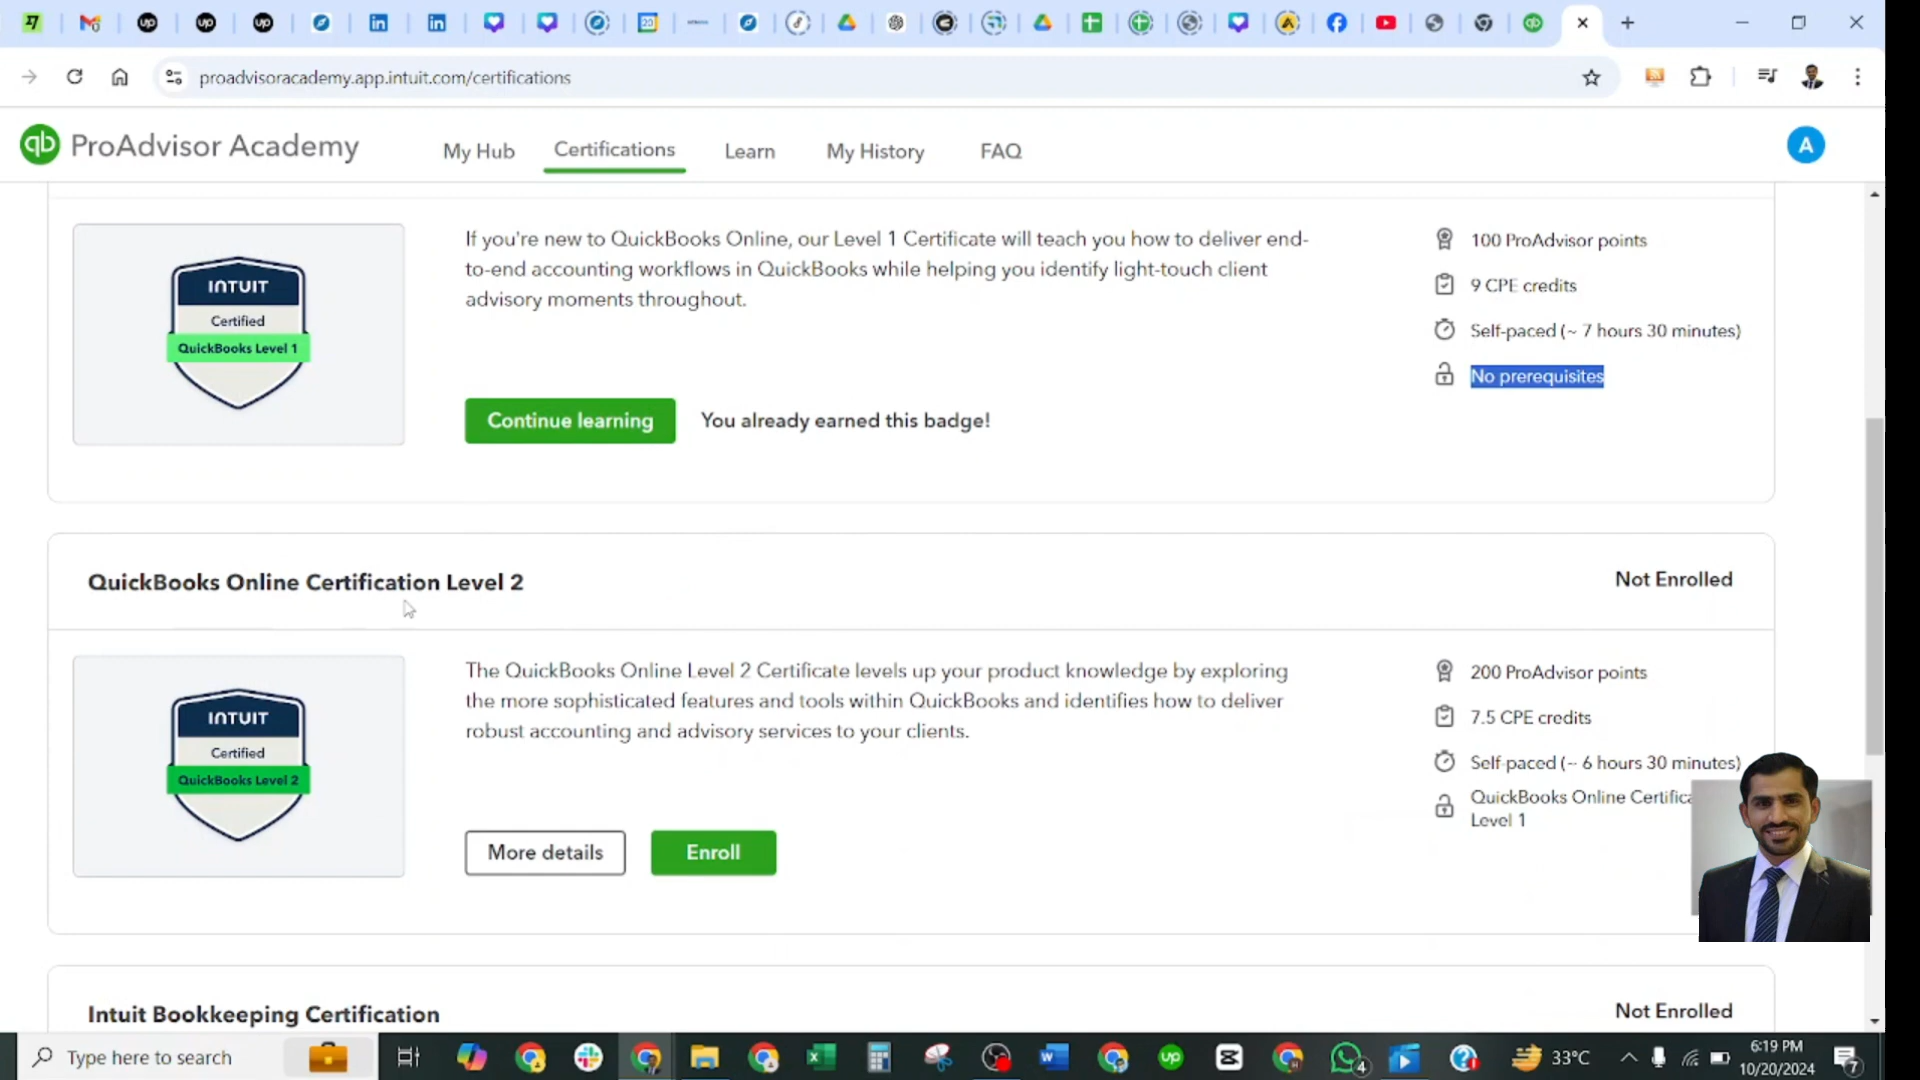 proadvisoracademy.app.intuit.com/certifications
qb ProAdvisor Academy
My Hub
Certifications
Learn
My History
FAQ
A
INTUIT
Certified
QuickBooks Level 1
If you're new to QuickBooks Online, our Level 1 Certificate will teach you how to deliver end-
to-end accounting workflows in QuickBooks while helping you identify light-touch client
advisory moments throughout.
Continue learning
You already earned this badge!
100 ProAdvisor points
9 CPE credits
Self-paced (~ 7 hours 30 minutes)
No prerequisites
QuickBooks Online Certification Level 2
Not Enrolled
INTUIT
Certified
QuickBooks Level 2
The QuickBooks Online Level 2 Certificate levels up your product knowledge by exploring
the more sophisticated features and tools within QuickBooks and identifies how to deliver
robust accounting and advisory services to your clients.
More details
Enroll
200 ProAdvisor points
7.5 CPE credits
Self-paced (~ 6 hours 30 minutes)
QuickBooks Online Certifica
Level 1
Intuit Bookkeeping Certification
Not Enrolled
Type here to search
33°C
6:19 PM
10/20/2024